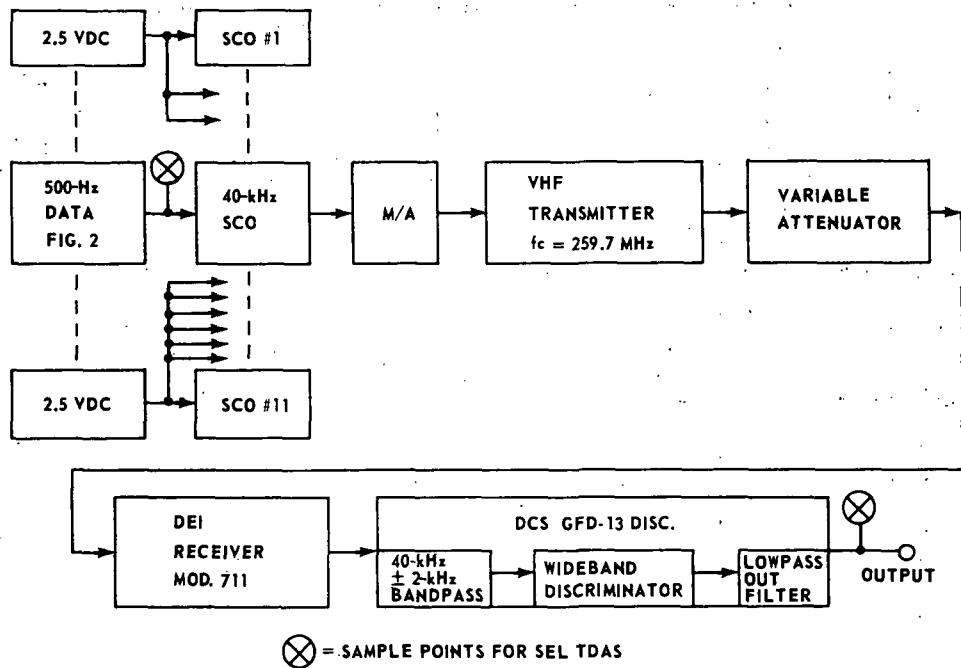 2.5 VDC
SCO #1
500-Hz
DATA
FIG. 2
40-kHz
SCO
M/A
VHF
TRANSMITTER
fc = 259.7 MHz
VARIABLE
ATTENUATOR
2.5 VDC
SCO #11
DEI
RECEIVER
MOD. 711
DCS GFD-13 DISC.
40-kHz
± 2-kHz
BANDPASS
WIDEBAND
DISCRIMINATOR
LOWPASS
OUT
FILTER
OUTPUT
= SAMPLE POINTS FOR SEL TDAS